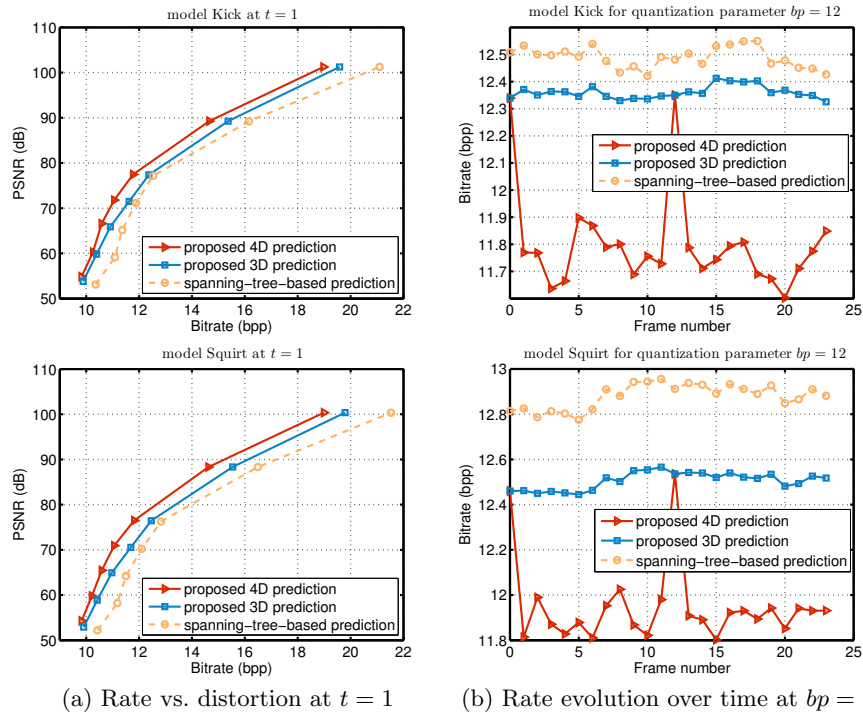 model Kick at t = 1
110
100
90
80
70
60
50
PSNR (dB)
proposed 4D prediction
proposed 3D prediction
spanning-tree-based prediction
10 12 14 16 18 20 22
Bitrate (bpp)
model Kick for quantization parameter bp = 12
12.5
12.4
12.3
12.2
12.1
12
11.9
11.8
11.7
Bitrate (bpp)
proposed 4D prediction
proposed 3D prediction
spanning-tree-based prediction
0 5 10 15 20 25
Frame number
model Squirt at t = 1
110
100
90
80
70
60
50
PSNR (dB)
proposed 4D prediction
proposed 3D prediction
spanning-tree-based prediction
10 12 14 16 18 20 22
Bitrate (bpp)
model Squirt for quantization parameter bp = 12
13
12.8
12.6
12.4
12.2
12
11.8
Bitrate (bpp)
proposed 4D prediction
proposed 3D prediction
spanning-tree-based prediction
0 5 10 15 20 25
Frame number
(a) Rate vs. distortion at t = 1
(b) Rate evolution over time at bp =